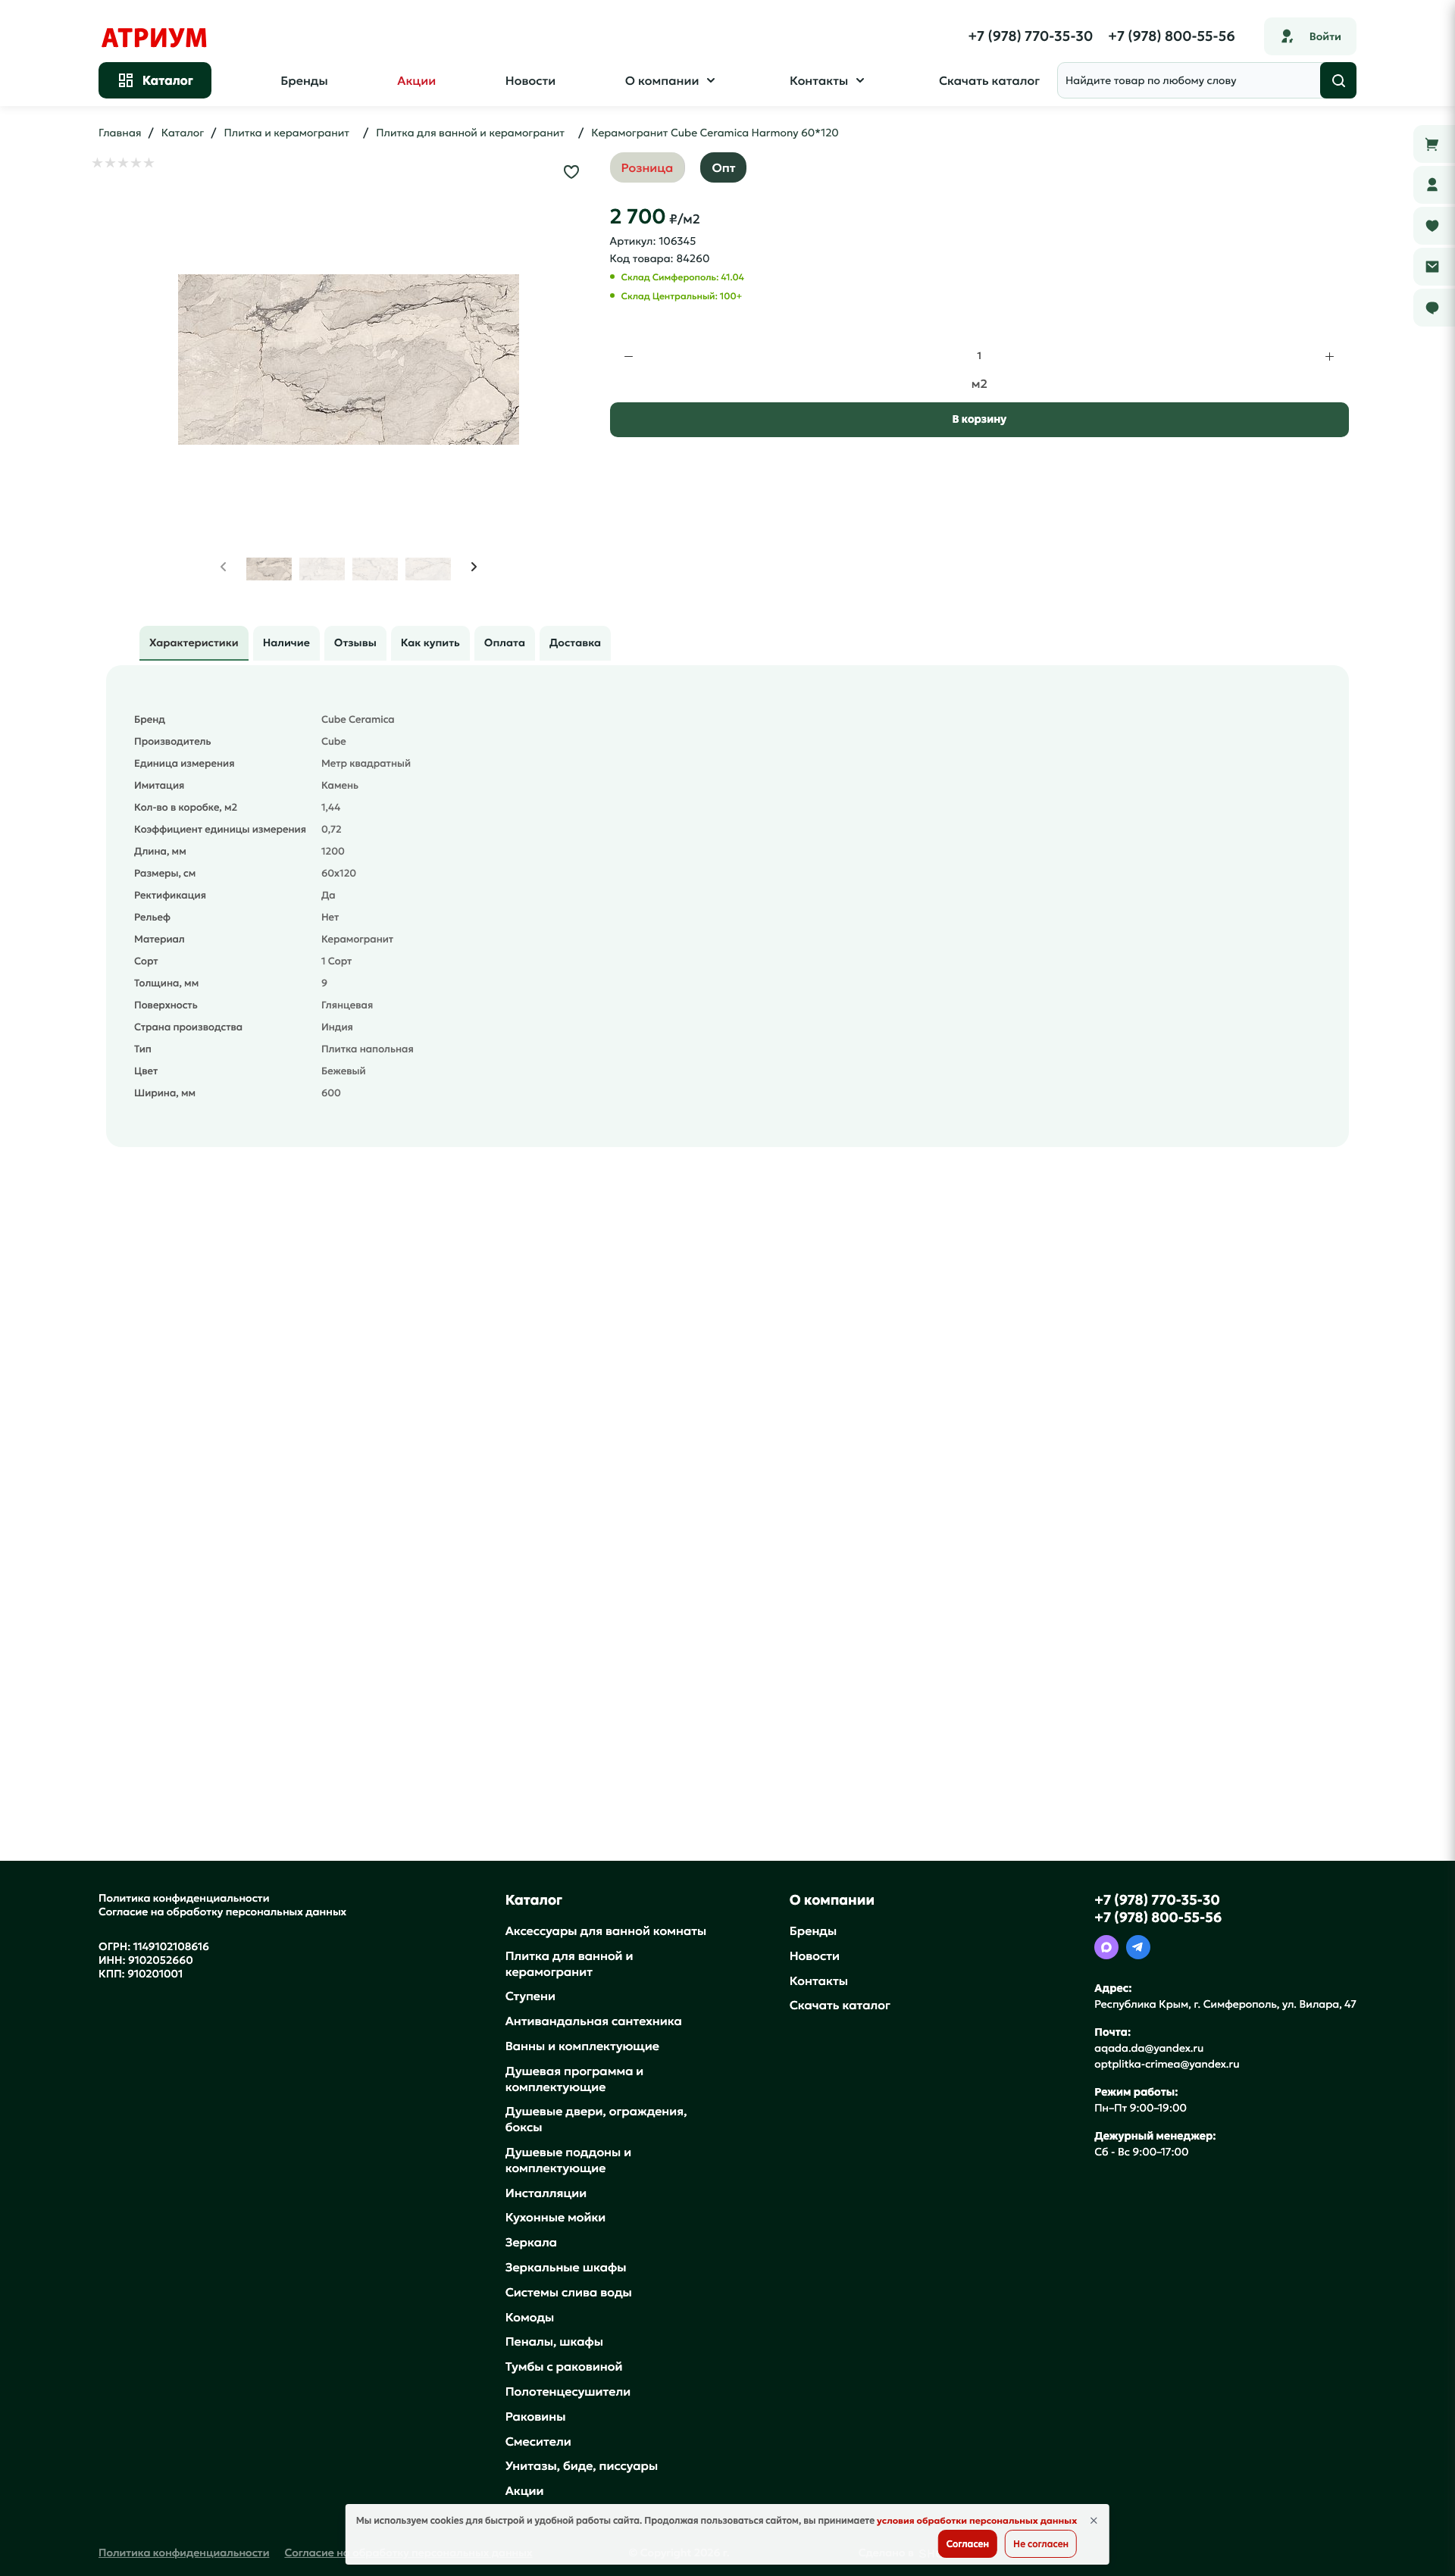 АТРИУМ
+7 (978) 770-35-30 +7 (978) 800-55-56
Войти
Каталог
Бренды
Акции
Новости
О компании
Контакты
Скачать каталог
Найдите товар по любому слову
Главная / Каталог / Плитка и керамогранит / Плитка для ванной и керамогранит / Керамогранит Cube Ceramica Harmony 60*120
Розница Опт
2 700 ₽/м2
Артикул: 106345
Код товара: 84260
Склад Симферополь: 41.04
Склад Центральный: 100+
1
м2
В корзину
Характеристики Наличие Отзывы Как купить Оплата Доставка
Бренд Cube Ceramica
Производитель Cube
Единица измерения Метр квадратный
Имитация Камень
Кол-во в коробке, м2 1,44
Коэффициент единицы измерения 0,72
Длина, мм 1200
Размеры, см 60x120
Ректификация Да
Рельеф Нет
Материал Керамогранит
Сорт 1 Сорт
Толщина, мм 9
Поверхность Глянцевая
Страна производства Индия
Тип Плитка напольная
Цвет Бежевый
Ширина, мм 600
Политика конфиденциальности
Согласие на обработку персональных данных
ОГРН: 1149102108616
ИНН: 9102052660
КПП: 910201001
Каталог
Аксессуары для ванной комнаты
Плитка для ванной и
керамогранит
Ступени
Антивандальная сантехника
Ванны и комплектующие
Душевая программа и
комплектующие
Душевые двери, ограждения,
боксы
Душевые поддоны и
комплектующие
Инсталляции
Кухонные мойки
Зеркала
Зеркальные шкафы
Системы слива воды
Комоды
Пеналы, шкафы
Тумбы с раковиной
Полотенцесушители
Раковины
Смесители
Унитазы, биде, писсуары
Акции
О компании
Бренды
Новости
Контакты
Скачать каталог
+7 (978) 770-35-30
+7 (978) 800-55-56
Адрес:
Республика Крым, г. Симферополь, ул. Вилара, 47
Почта:
aqada.da@yandex.ru
optplitka-crimea@yandex.ru
Режим работы:
Пн-Пт 9:00-19:00
Дежурный менеджер:
Сб - Вс 9:00-17:00
Мы используем cookies для быстрой и удобной работы сайта. Продолжая пользоваться сайтом, вы принимаете условия обработки персональных данных
Согласен Не согласен
Политика конфиденциальности Согласие